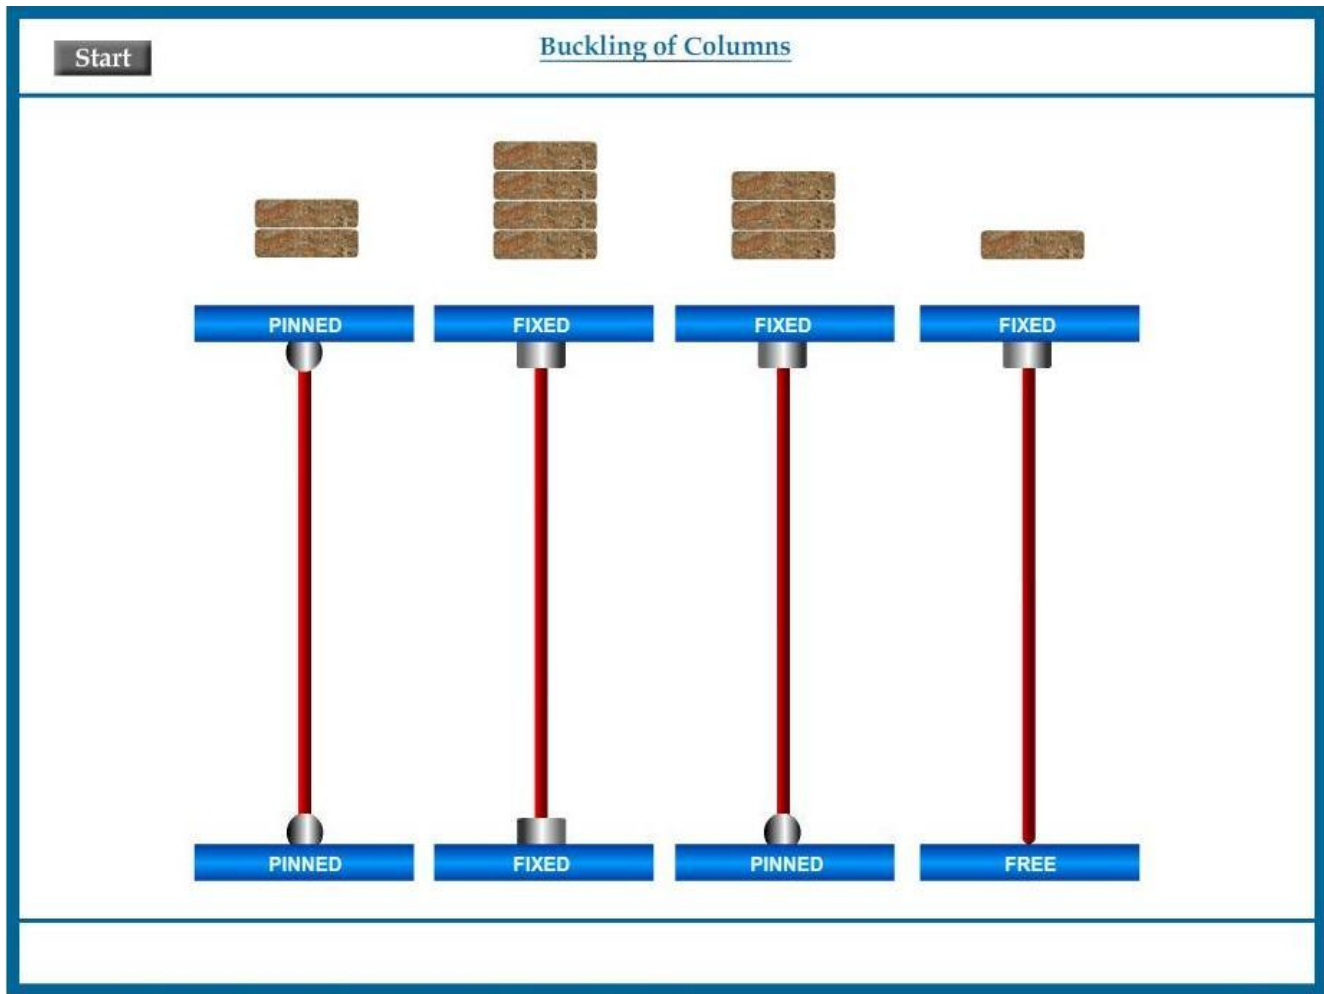 Start
Buckling of Columns
PINNED
FIXED
FIXED
FIXED
PINNED
FIXED
PINNED
FREE